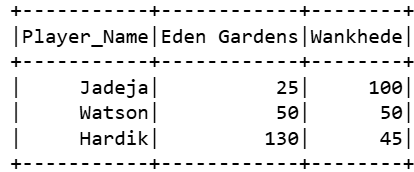 +-----------+------------+--------+
|Player_Name|Eden Gardens|Wankhede|
+-----------+------------+--------+
|     Jadeja|          25|     100|
|     Watson|          50|      50|
|     Hardik|         130|      45|
+-----------+------------+--------+